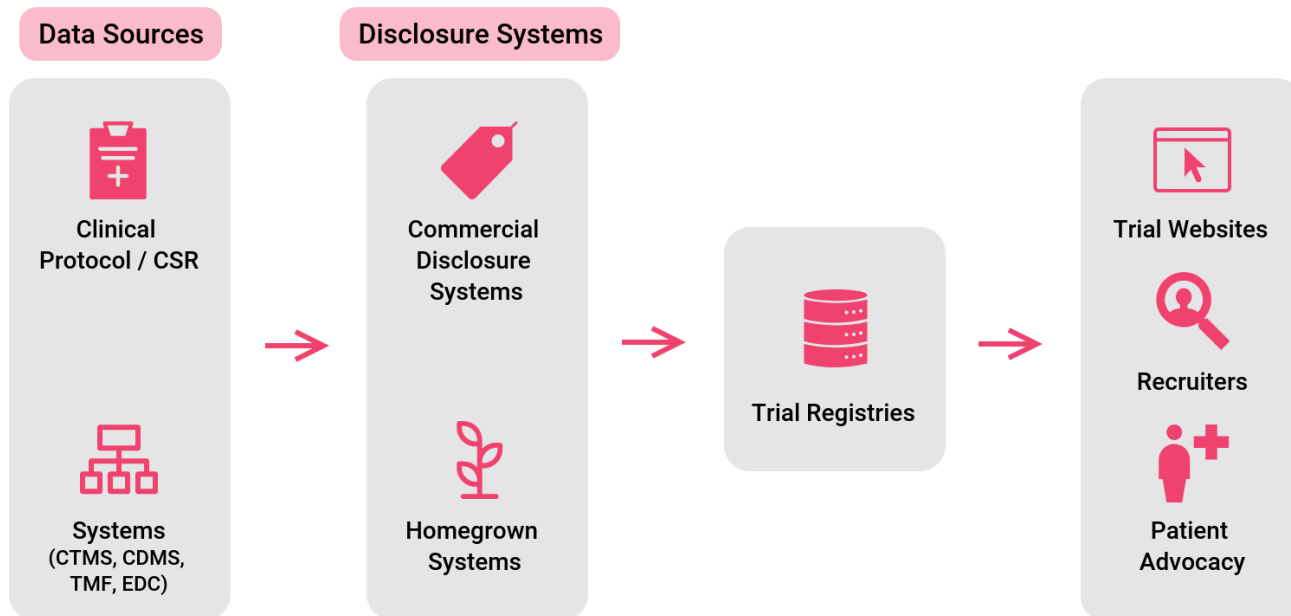 Data Sources
Disclosure Systems
Clinical
Protocol / CSR
Systems
(CTMS, CDMS,
TMF, EDC)
Commercial
Disclosure
Systems
Homegrown
Systems
Trial Registries
Trial Websites
Recruiters
Patient
Advocacy